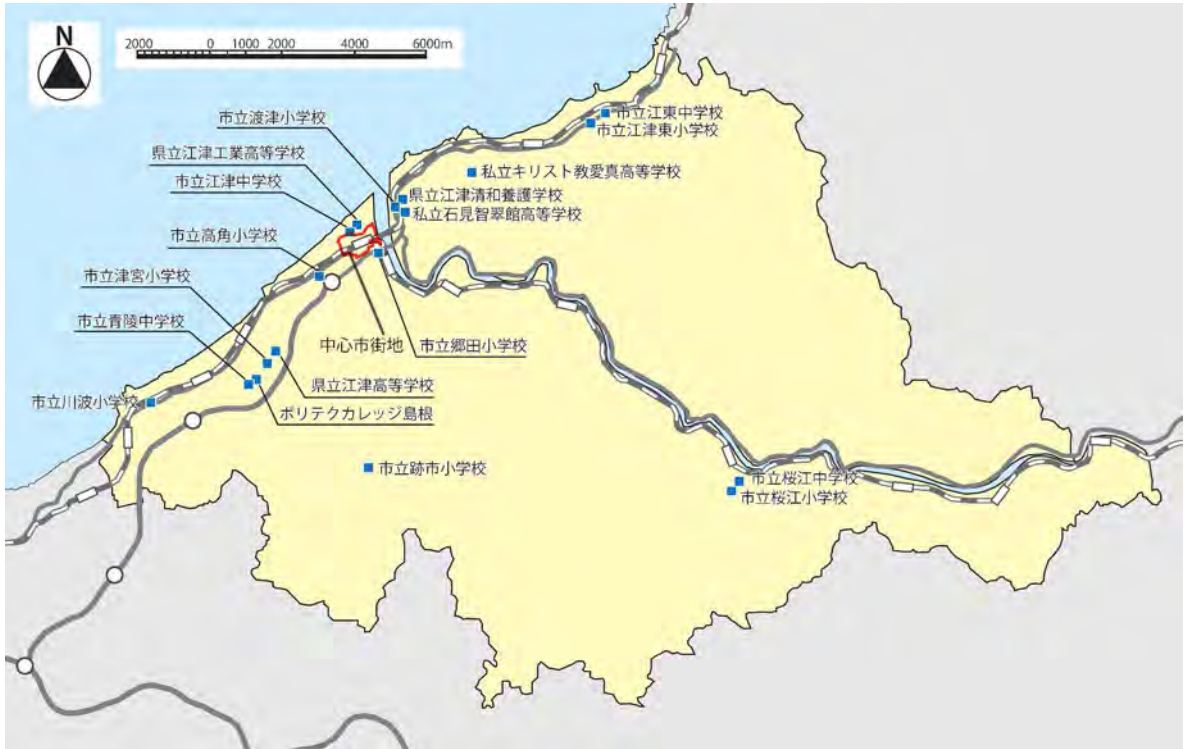 N
2000 0 1000 2000 4000 6000m
市立江東中学校
市立渡津小学校
市立江津東小学校
県立江津工業高等学校
私立キリスト教愛真高等学校
市立江津中学校
県立江津清和養護学校
私立石見智翠館高等学校
市立高角小学校
市立津宮小学校
市立青陵中学校
中心市街地
市立郷田小学校
県立江津高等学校
市立川波小学校
ポリテクカレッジ島根
市立跡市小学校
市立桜江中学校
市立桜江小学校